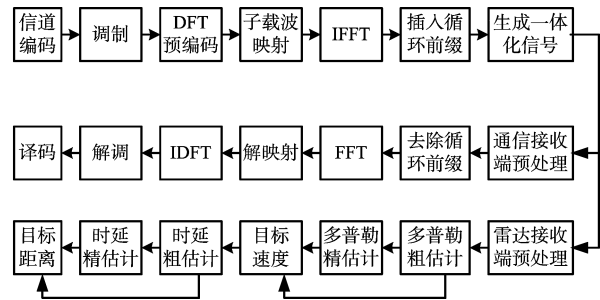 信道
编码
调制
DFT
预编码
子载波
映射
IFFT
插入循
环前缀
生成一体
化信号
译码
解调
IDFT
解映射
FFT
去除循
环前缀
通信接收
端预处理
目标
距离
时延
精估计
时延
粗估计
目标
速度
多普勒
精估计
多普勒
粗估计
雷达接收
端预处理